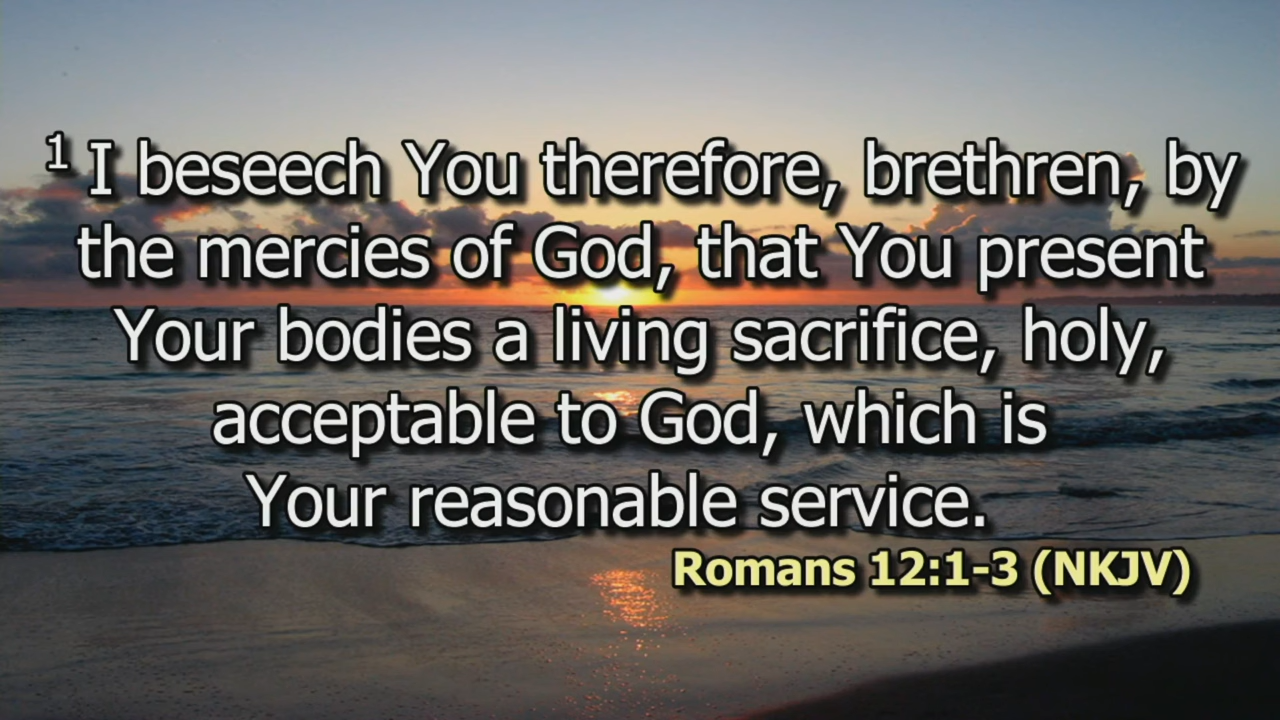 1 I beseech You therefore, brethren, by
the mercies of God, that You present
Your bodies a living sacrifice, holy,
acceptable to God, which is
Your reasonable service.
Romans 12:1-3 (NKJV)